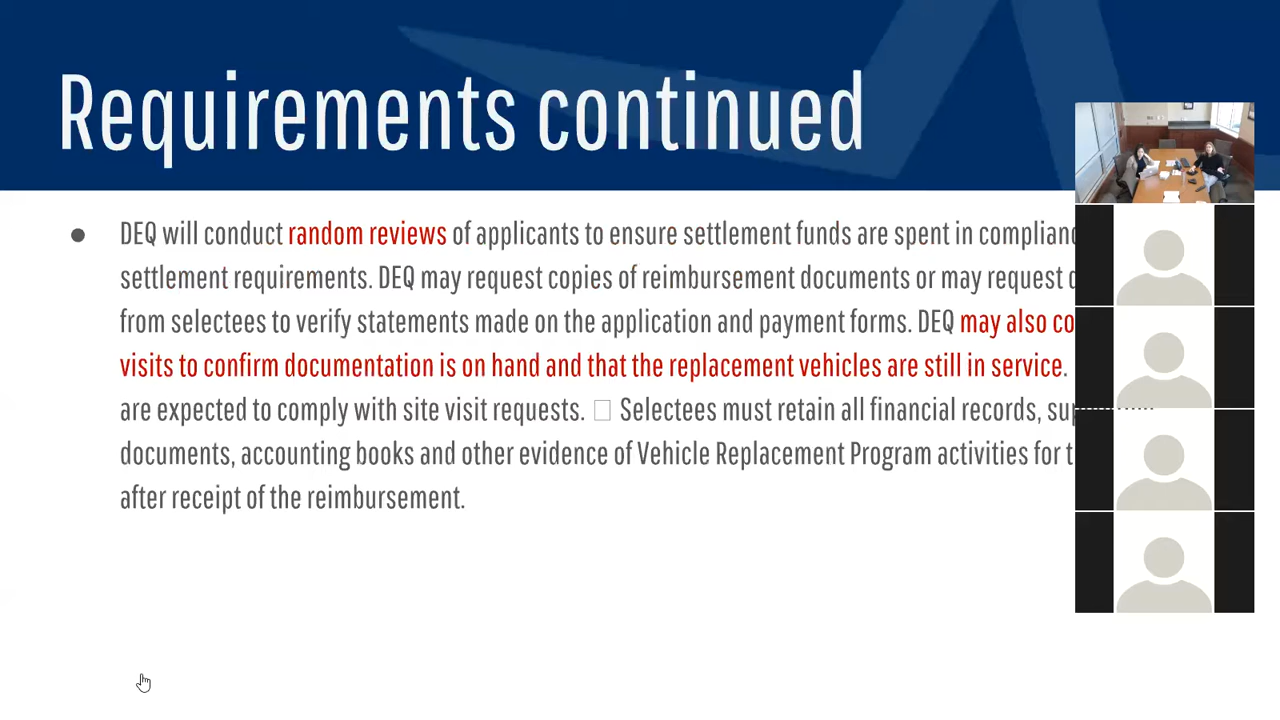 Requirements continued
● DEQ will conduct random reviews of applicants to ensure settlement funds are spent in
settlement requirements. DEQ may request copies of reimbursement documents or may request
from selectees to verify statements made on the application and payment forms. DEQ may also
visits to confirm documentation is on hand and that the replacement vehicles are still in service.
are expected to comply with site visit requests. □ Selectees must retain all financial records,
documents, accounting books and other evidence of Vehicle Replacement Program activities for
after receipt of the reimbursement.